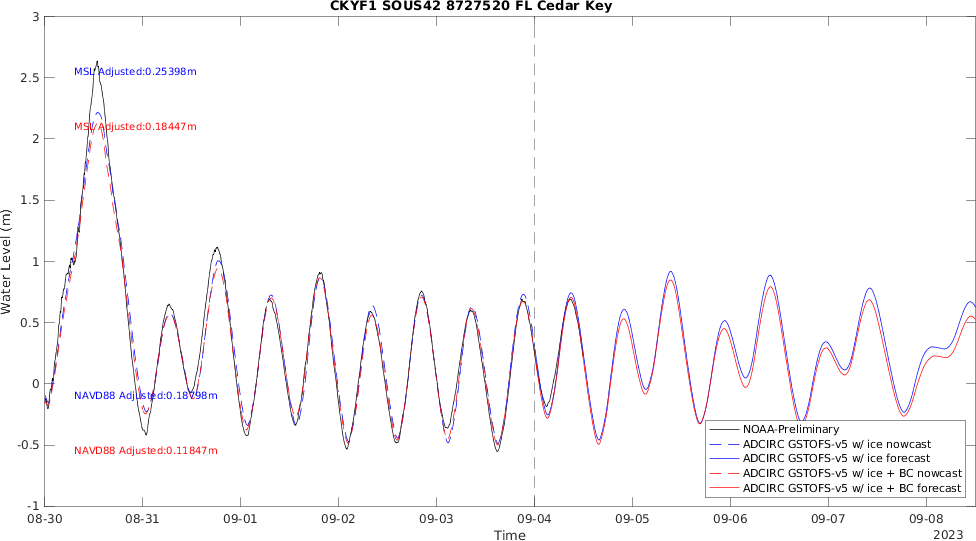 CKYF1 SOUS42 8727520 FL Cedar Key
3
2.5
2
1.5
1
0.5
0
-0.5
-1
Water Level (m)
MSL Adjusted:0.25398m
MSL Adjusted:0.18447m
NAVD88 Adjusted:0.18798m
NAVD88 Adjusted:0.11847m
NOAA-Preliminary
ADCIRC GSTOFS-v5 w/ ice nowcast
ADCIRC GSTOFS-v5 w/ ice forecast
ADCIRC GSTOFS-v5 w/ ice + BC nowcast
ADCIRC GSTOFS-v5 w/ ice + BC forecast
08-30 08-31 09-01 09-02 09-03 09-04 09-05 09-06 09-07 09-08
Time
2023